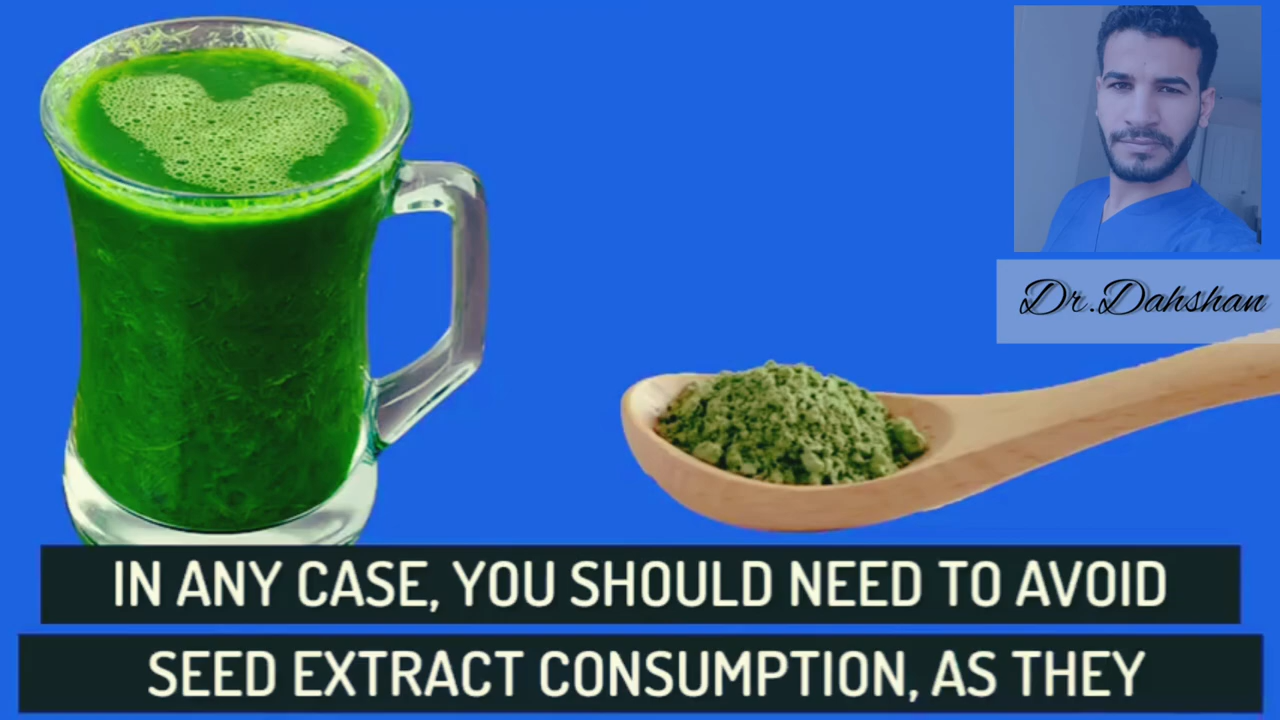 Dr.Dahshan
IN ANY CASE, YOU SHOULD NEED TO AVOID
SEED EXTRACT CONSUMPTION, AS THEY